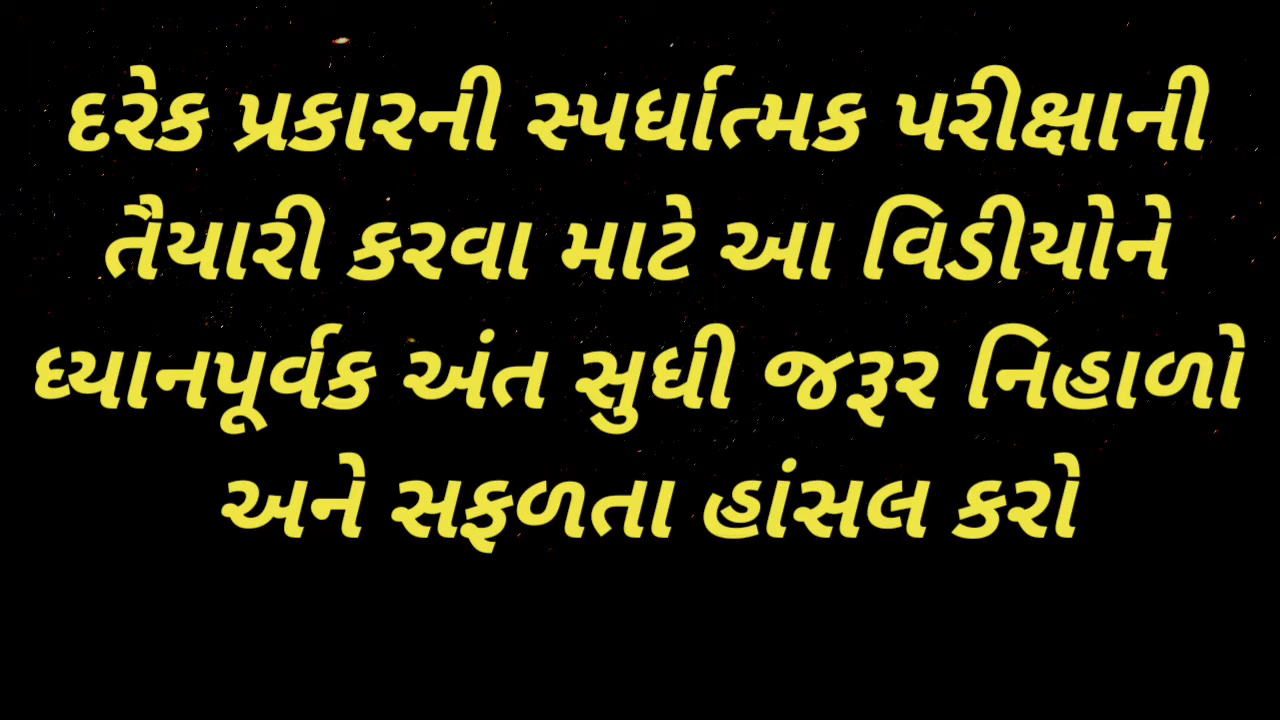 દરેક પ્રકારની સ્પર્ધાત્મક પરીક્ષાની
તૈયારી કરવા માટે આ વિડીયોને
ધ્યાનપૂર્વક અંત સુધી જરૂર નિહાળો
અને સફળતા હાંસલ કરો